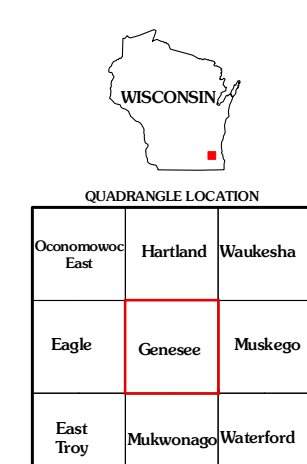 WISCONSIN
QUADRANGLE LOCATION
Oconomowoc
East
Hartland
Waukesha
Eagle
Genesee
Muskego
East
Troy
Mukwonago
Waterford